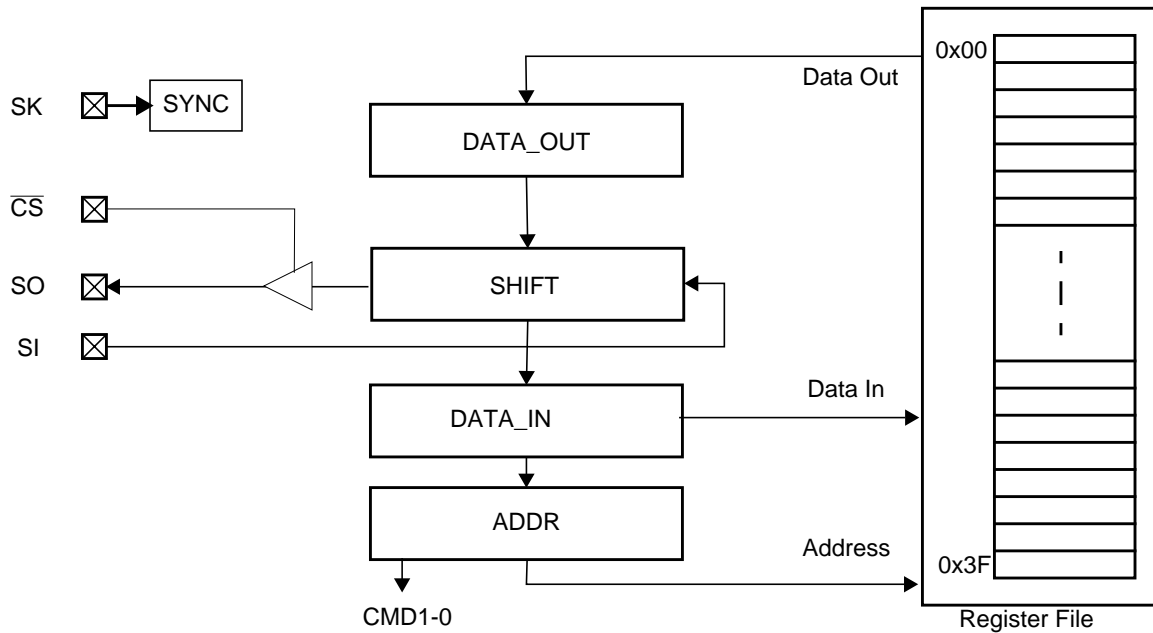 0x00
Data Out
SK
SYNC
DATA_OUT
C̅S̅
SO
SHIFT
SI
DATA_IN
Data In
ADDR
Address
0x3F
CMD1-0
Register File